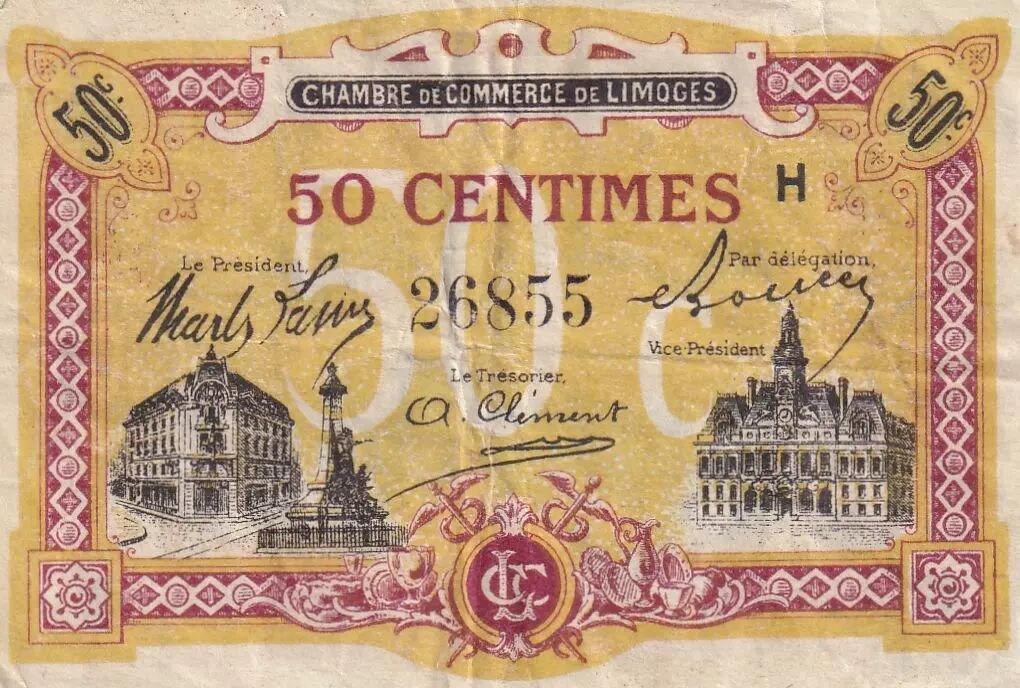 CHAMBRE DE COMMERCE DE LIMOGES
50c.
50c.
50 CENTIMES H
50 c
Le Président,
26855
Par délégation,
Vice-Président
Le Trésorier,
A. Clément